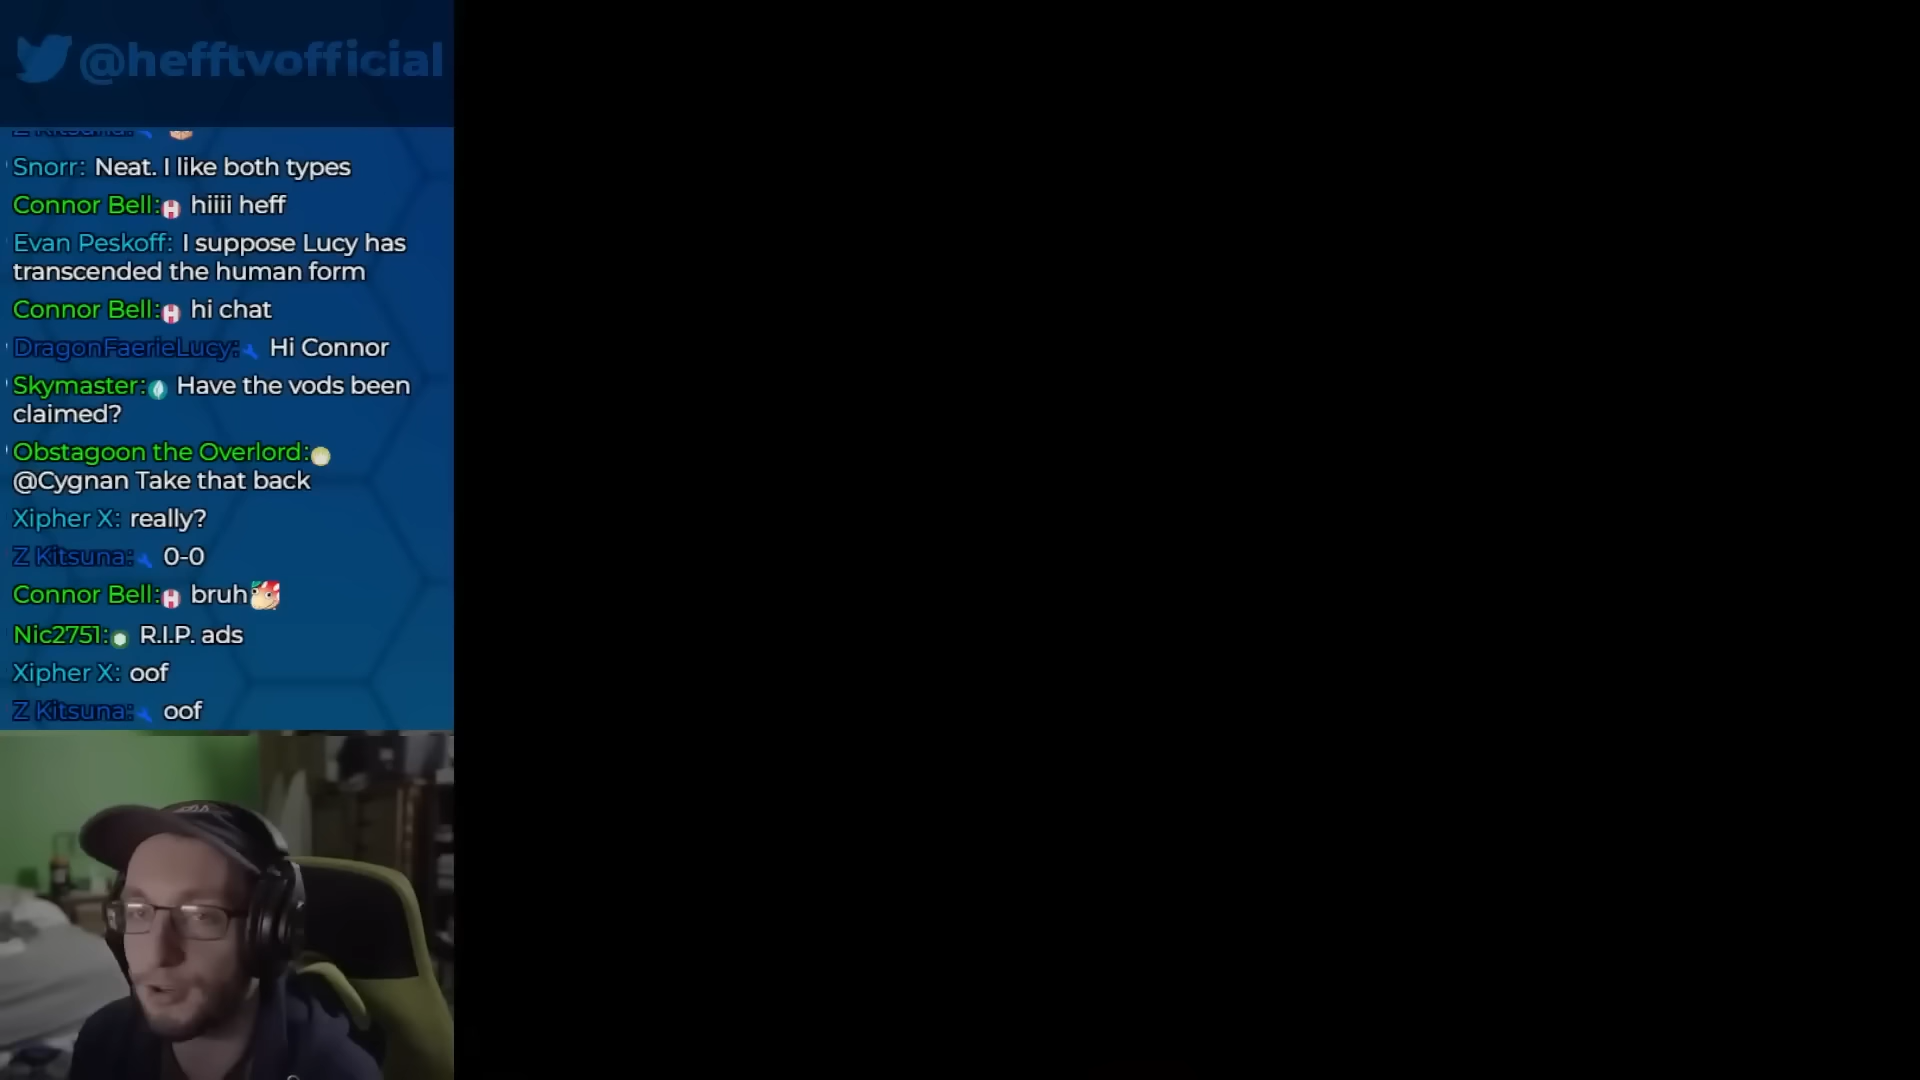 @hefftvofficial
Snorr: Neat. I like both types
Connor Bell: hiiii heff
Evan Peskoff: I suppose Lucy has
transcended the human form
Connor Bell: hi chat
DragonFaerieLucy: Hi Connor
Skymaster: Have the vods been
claimed?
Obstagoon the Overlord:
@Cygnan Take that back
Xipher X: really?
Z Kitsuna: 0-0
Connor Bell: bruh
Nic2751: R.I.P. ads
Xipher X: oof
Z Kitsuna: oof